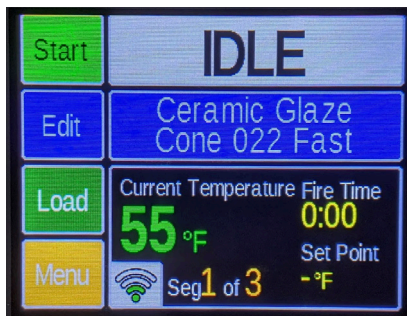 Start
IDLE
Edit
Ceramic Glaze
Cone 022 Fast
Load
Current Temperature
Fire Time
55 °F
0:00
Set Point
- °F
Menu
Seg 1 of 3